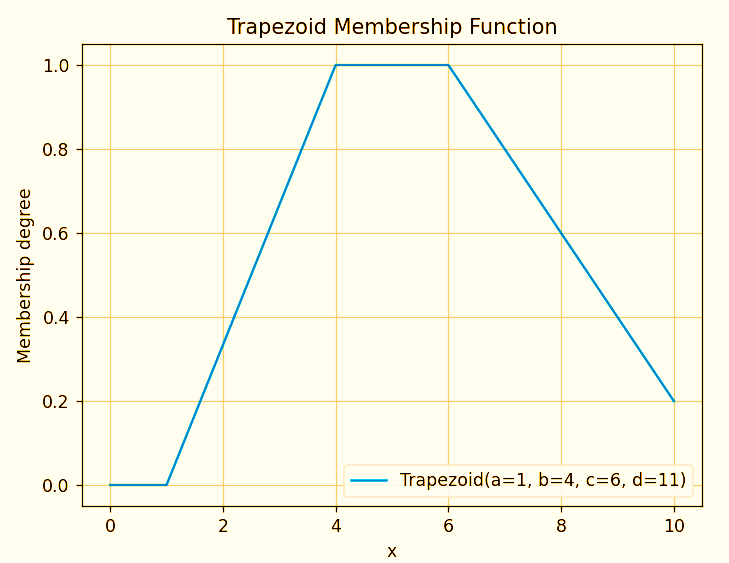 Trapezoid Membership Function
Membership degree
1.0
0.8
0.6
0.4
0.2
0.0
Trapezoid(a=1, b=4, c=6, d=11)
0 2 4 6 8 10
x